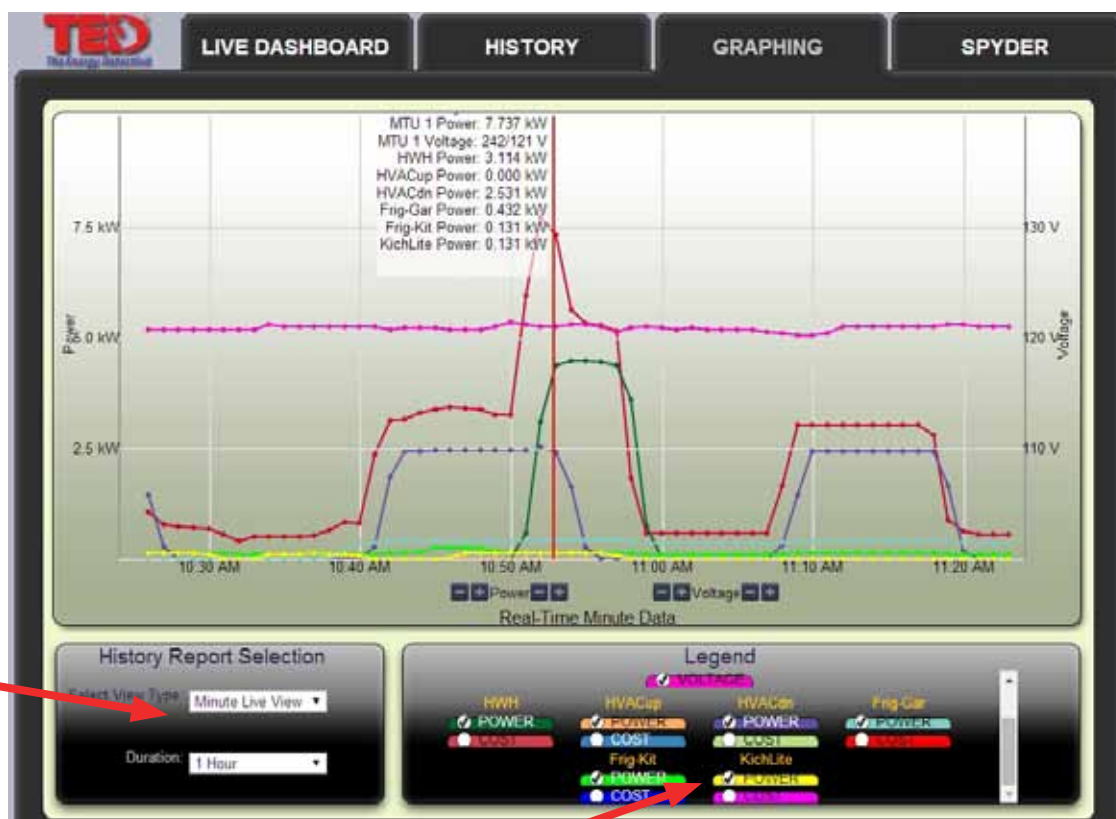 TED
The Energy Detective
LIVE DASHBOARD
HISTORY
GRAPHING
SPYDER
MTU 1 Power: 7.737 kW
MTU 1 Voltage: 242/121 V
HWH Power: 3.114 kW
HVACup Power: 0.000 kW
HVACdn Power: 2.531 kW
Frig-Gar Power: 0.432 kW
Frig-Kit Power: 0.131 kW
KichLite Power: 0.131 kW
7.5 kW
5.0 kW
2.5 kW
Power
130 V
120 V
110 V
Voltage
10:30 AM 10:40 AM 10:50 AM 11:00 AM 11:10 AM 11:20 AM
- + Power - + - + Voltage - +
Real-Time Minute Data
History Report Selection
Select View Type: Minute Live View
Duration: 1 Hour
Legend
VOLTAGE
HWH HVACup HVACdn Frig-Gar
POWER POWER POWER POWER
COST COST COST COST
Frig-Kit KichLite
POWER POWER
COST COST